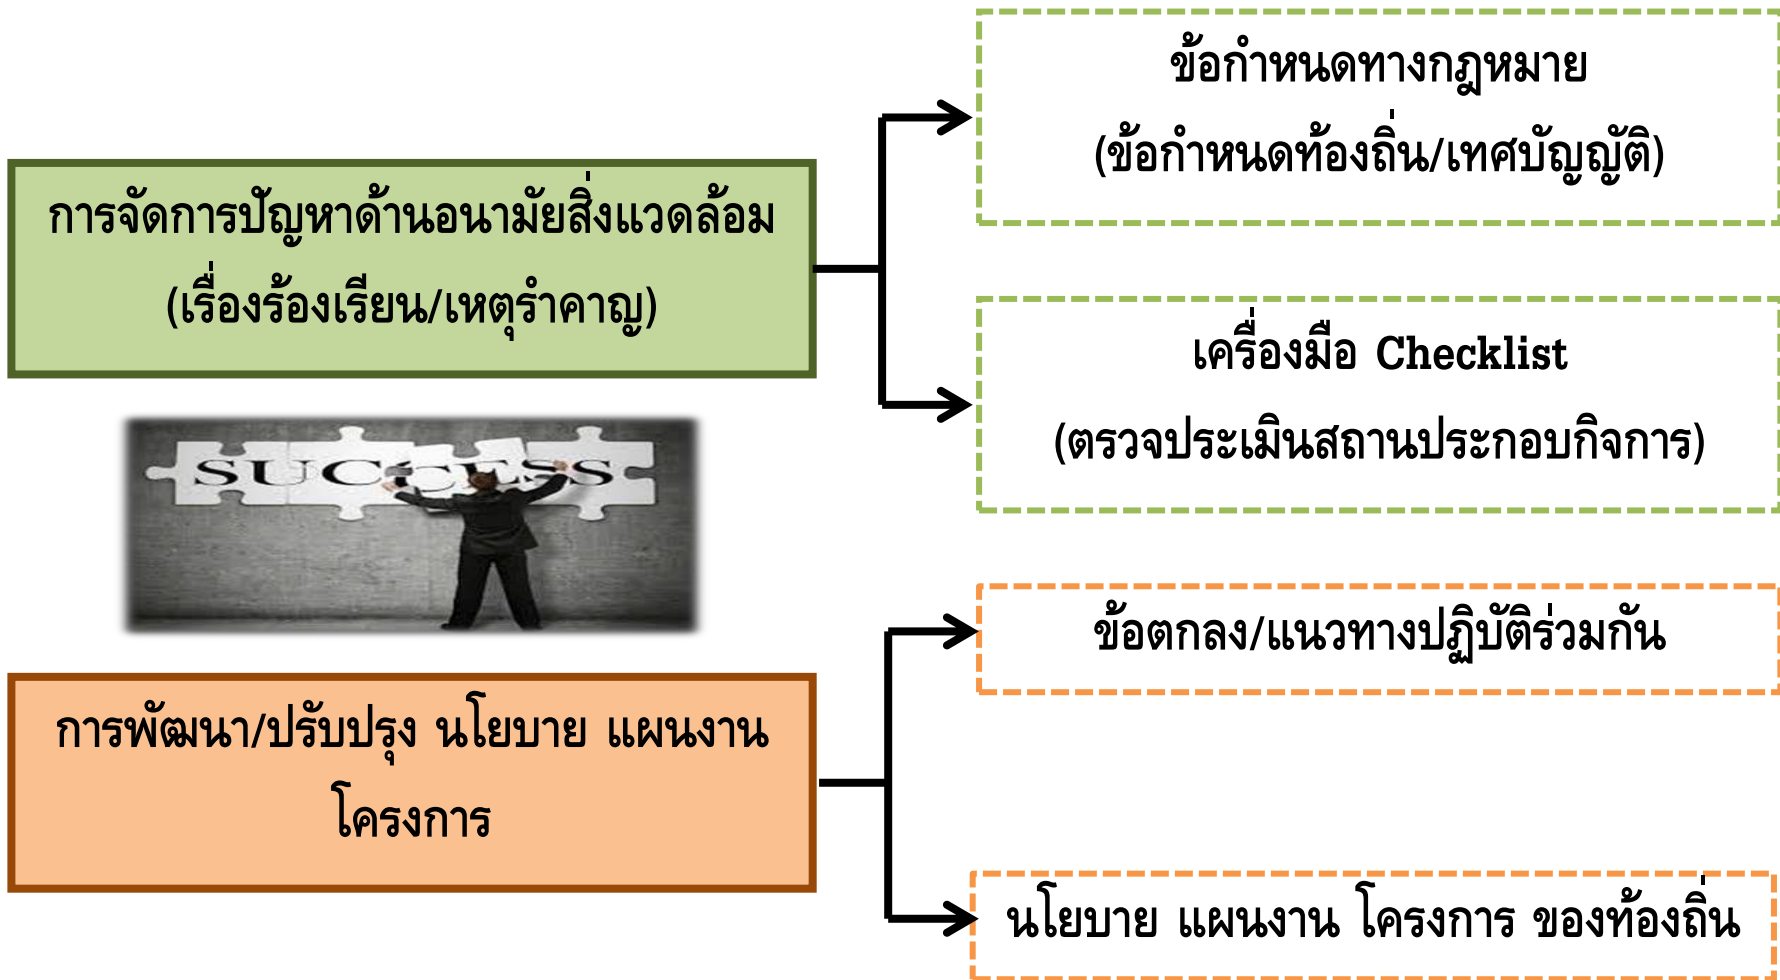 การจัดการปัญหาด้านอนามัยสิ่งแวดล้อม
(เรื่องร้องเรียน/เหตุรำคาญ)
ข้อกำหนดทางกฎหมาย
(ข้อกำหนดท้องถิ่น/เทศบัญญัติ)
เครื่องมือ Checklist
(ตรวจประเมินสถานประกอบกิจการ)
SUCCESS
การพัฒนา/ปรับปรุง นโยบาย แผนงาน
โครงการ
ข้อตกลง/แนวทางปฏิบัติร่วมกัน
นโยบาย แผนงาน โครงการ ของท้องถิ่น